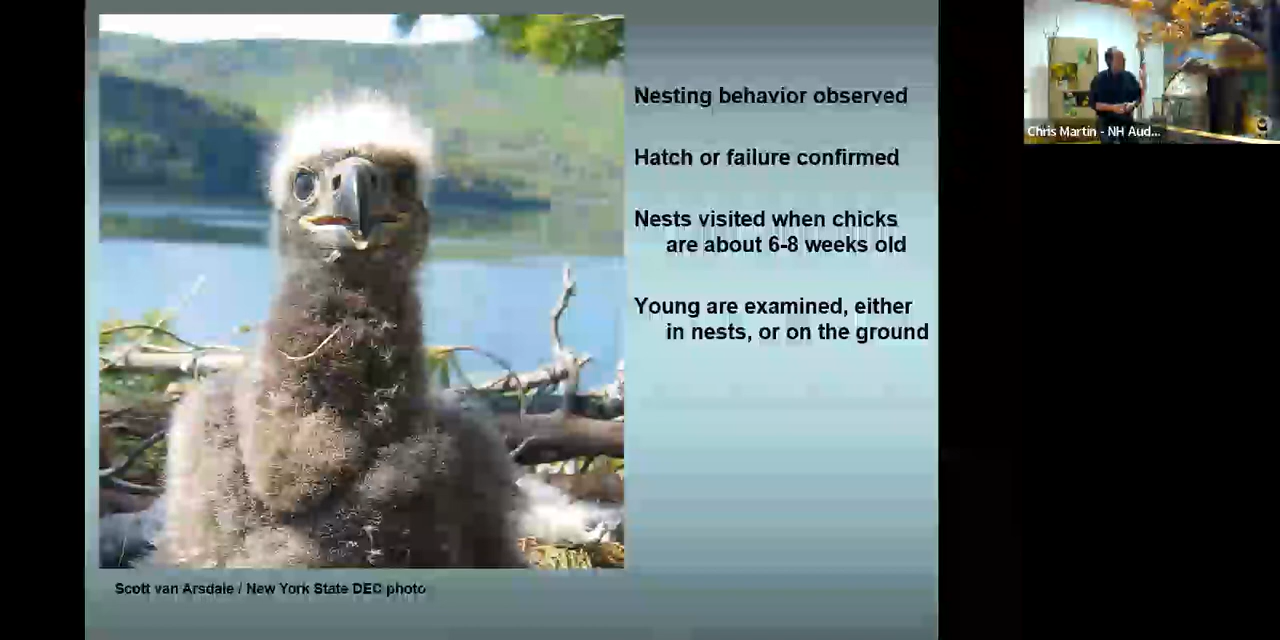 Nesting behavior observed
Hatch or failure confirmed
Nests visited when chicks
are about 6-8 weeks old
Young are examined, either
in nests, or on the ground
Scott van Arsdale / New York State DEC photo
Chris Martin - NH Aud...